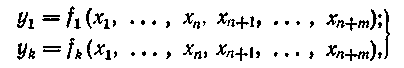 y₁ = f₁ (x₁, ..., xₙ, xₙ₊₁, ..., xₙ₊ₘ);
yₖ = fₖ (x₁, ..., xₙ, xₙ₊₁, ..., xₙ₊ₘ), }